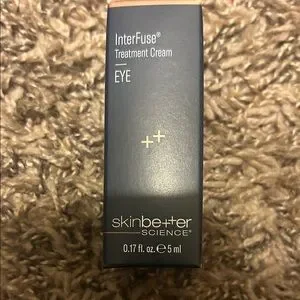 InterFuse®
Treatment Cream
EYE
++
skinbetter
SCIENCE®
0.17 fl. oz. ℮ 5 ml